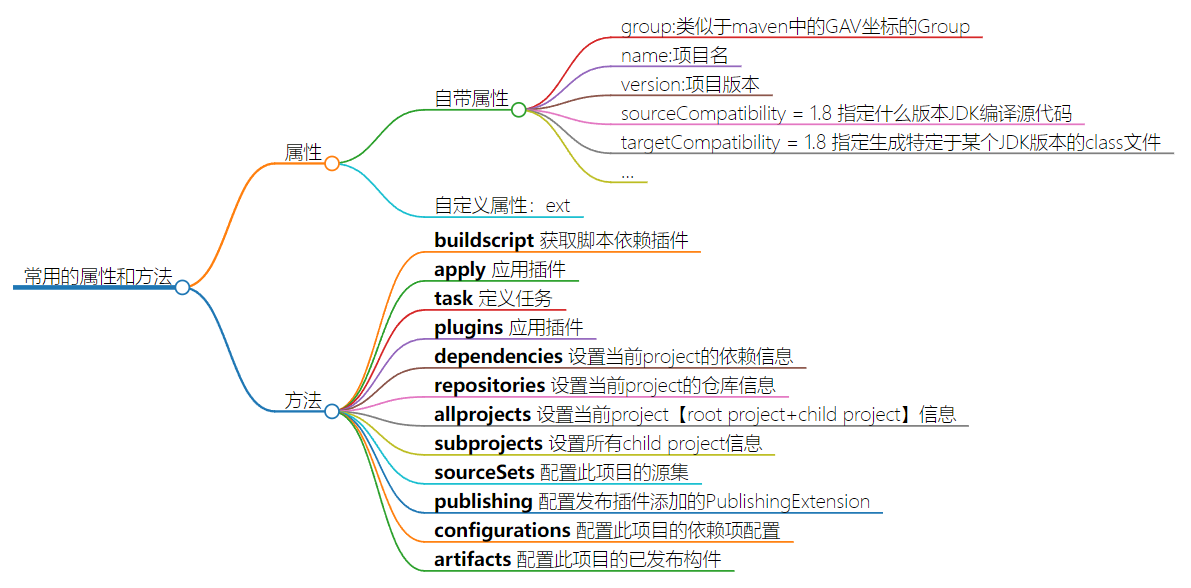 group:类似于maven中的GAV坐标的Group
name:项目名
version:项目版本
自带属性
sourceCompatibility = 1.8 指定什么版本JDK编译源代码
targetCompatibility = 1.8 指定生成特定于某个JDK版本的class文件
属性
...
自定义属性：ext
buildscript 获取脚本依赖插件
apply 应用插件
常用的属性和方法
task 定义任务
plugins 应用插件
dependencies 设置当前project的依赖信息
repositories 设置当前project的仓库信息
方法
allprojects 设置当前project【root project+child project】信息
subprojects 设置所有child project信息
sourceSets 配置此项目的源集
publishing 配置发布插件添加的PublishingExtension
configurations 配置此项目的依赖项配置
artifacts 配置此项目的已发布构件